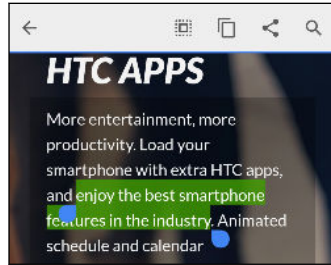 HTC APPS
More entertainment, more
productivity. Load your
smartphone with extra HTC apps,
and enjoy the best smartphone
features in the industry. Animated
schedule and calendar